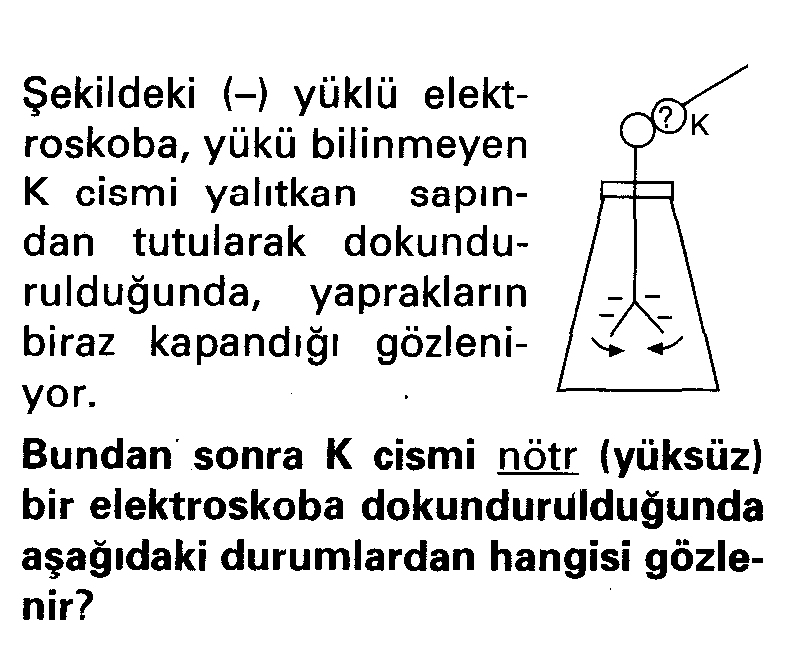 Şekildeki (–) yüklü elekt-
roskoba, yükü bilinmeyen
K cismi yalıtkan sapın-
dan tutularak dokundu-
rulduğunda, yaprakların
biraz kapandığı gözleni-
yor.
? K
– –
– –
Bundan sonra K cismi nötr (yüksüz)
bir elektroskoba dokundurulduğunda
aşağıdaki durumlardan hangisi gözle-
nir?